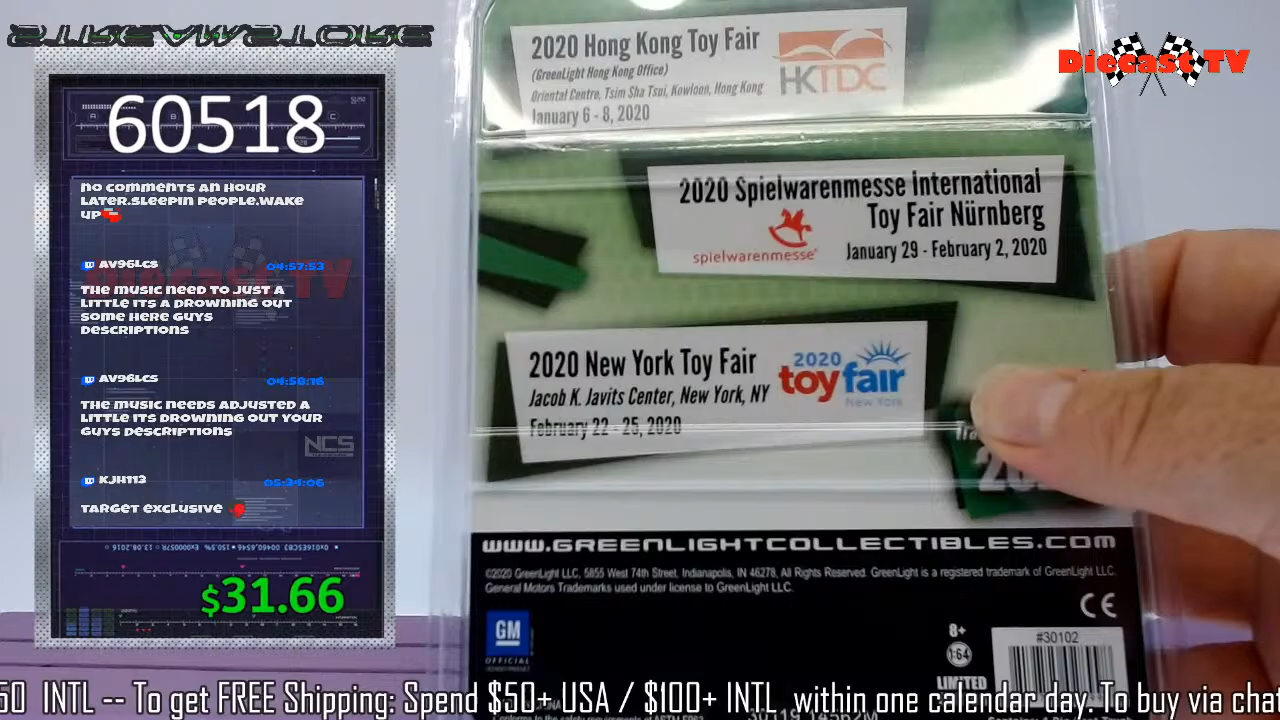 60518
NO COMMENTS AN HOUR
LATER.SLEEPIN PEOPLE.WAKE
UP
AV96LCS 04:57:53
THE MUSIC NEED TO JUST A
LITTLE ITS A DROWNING OUT
SOME HERE GUYS
DESCRIPTIONS
AV96LCS 04:58:16
THE MUSIC NEEDS ADJUSTED A
LITTLE ITS DROWNING OUT YOUR
GUYS DESCRIPTIONS
NCS
KJH113 05:34:06
TARGET EXCLUSIVE
$31.66
Diecast TV
2020 Hong Kong Toy Fair
(GreenLight Hong Kong Office)
Oriental Centre, Tsim Sha Tsui, Kowloon, Hong Kong
January 6 - 8, 2020
HKTDC
2020 Spielwarenmesse International
Toy Fair Nürnberg
spielwarenmesse®
January 29 - February 2, 2020
2020 New York Toy Fair
Jacob K. Javits Center, New York, NY
February 22 - 25, 2020
2020
toy fair
New York
www.GREENLIGHTCOLLECTIBLES.com
©2020 GreenLight LLC, 5855 West 74th Street, Indianapolis, IN 46278, All Rights Reserved. GreenLight is a registered trademark of GreenLight LLC.
General Motors Trademarks used under license to GreenLight LLC.
CE
GM
OFFICIAL
8+
1:64
LIMITED
#30102
50 INTL -- To get FREE Shipping: Spend $50+ USA / $100+ INTL within one calendar day. To buy via chat